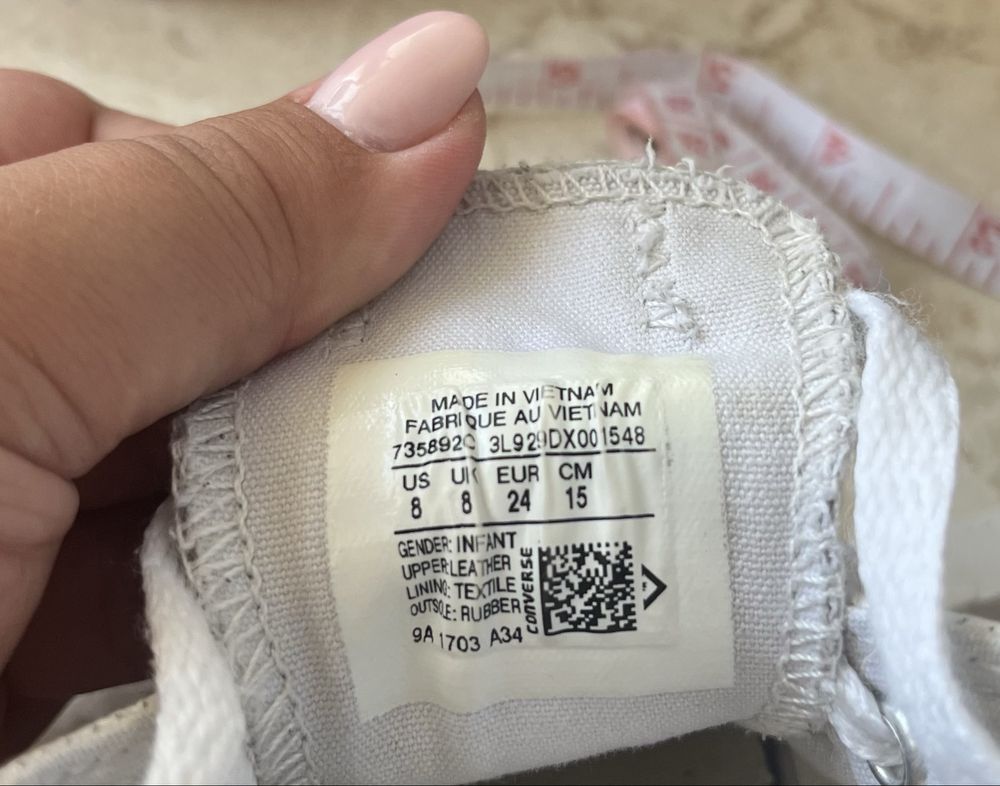 MADE IN VIETNAM
FABRIQUE AU VIETNAM
735892C 3L929DX001548
US UK EUR CM
8 8 24 15
GENDER: INFANT
UPPER: LEATHER
LINING: TEXTILE
OUTSOLE: RUBBER
9A 1703 A34
CONVERSE